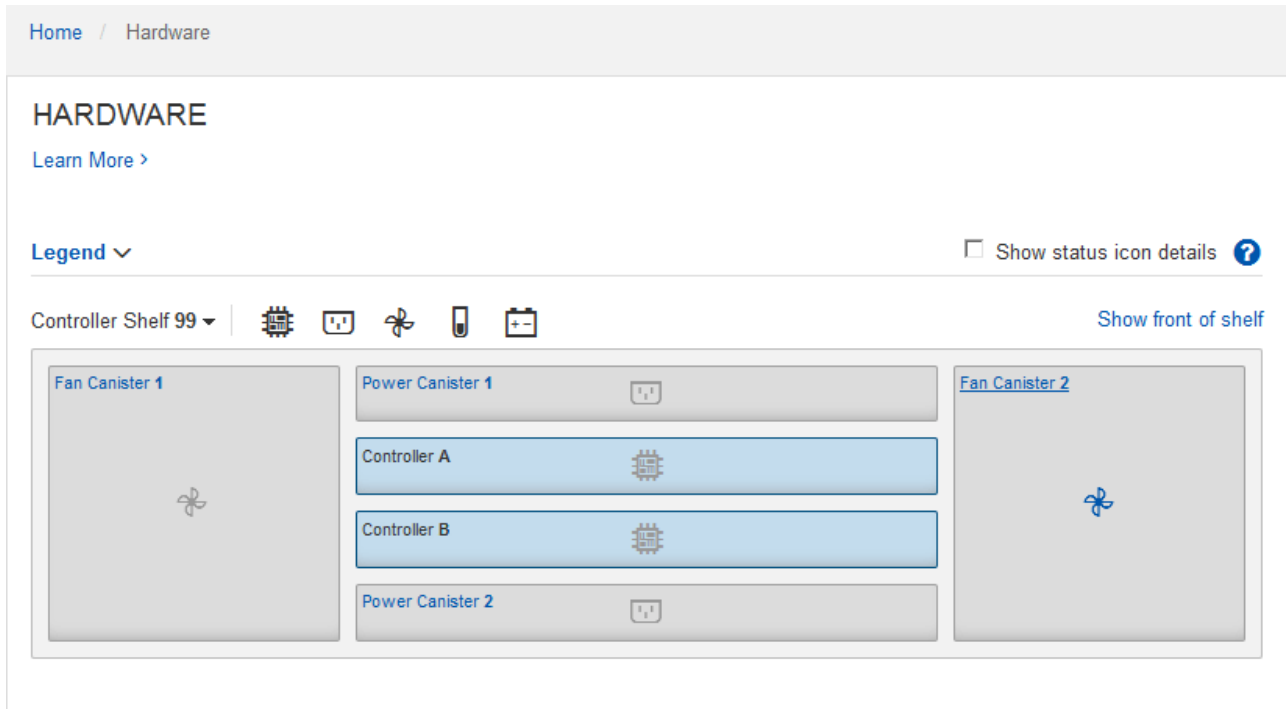 Home / Hardware
HARDWARE
Learn More >
Legend
Show status icon details ?
Controller Shelf 99
Show front of shelf
Fan Canister 1
Power Canister 1
Fan Canister 2
Controller A
Controller B
Power Canister 2